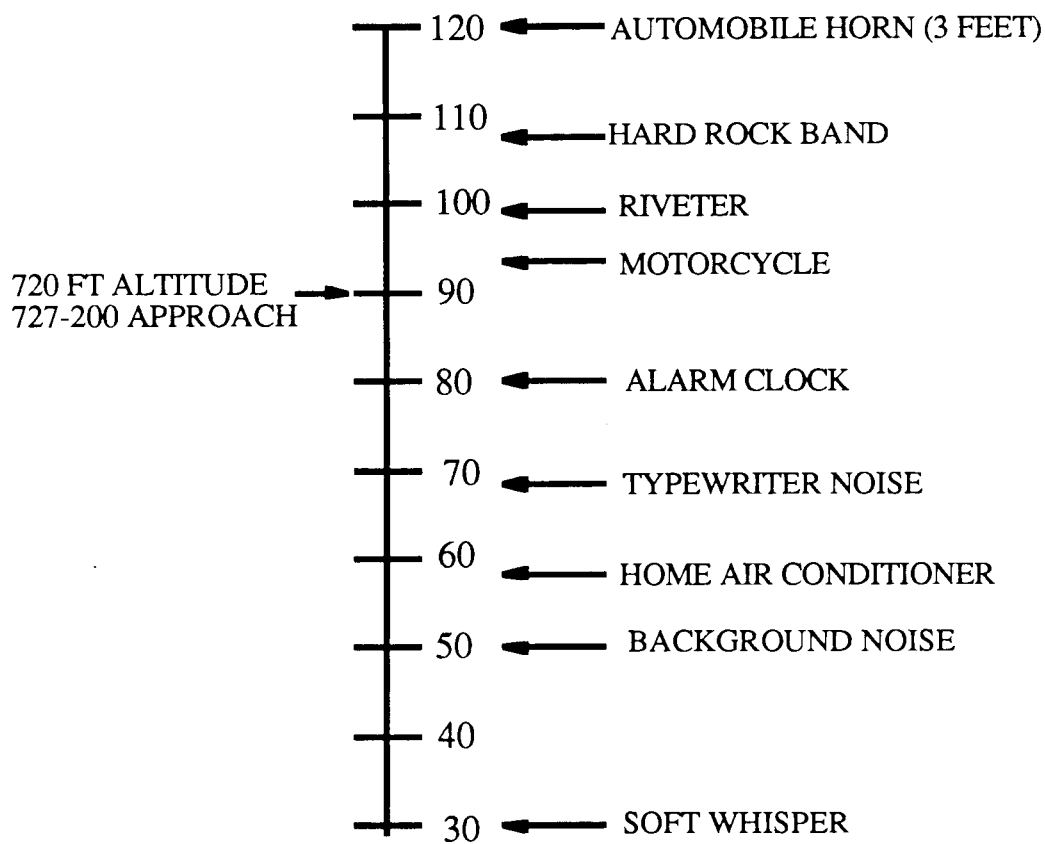 120 AUTOMOBILE HORN (3 FEET)
110
HARD ROCK BAND
100 RIVETER
MOTORCYCLE
720 FT ALTITUDE
727-200 APPROACH
90
80 ALARM CLOCK
70
TYPEWRITER NOISE
60
HOME AIR CONDITIONER
50 BACKGROUND NOISE
40
30 SOFT WHISPER